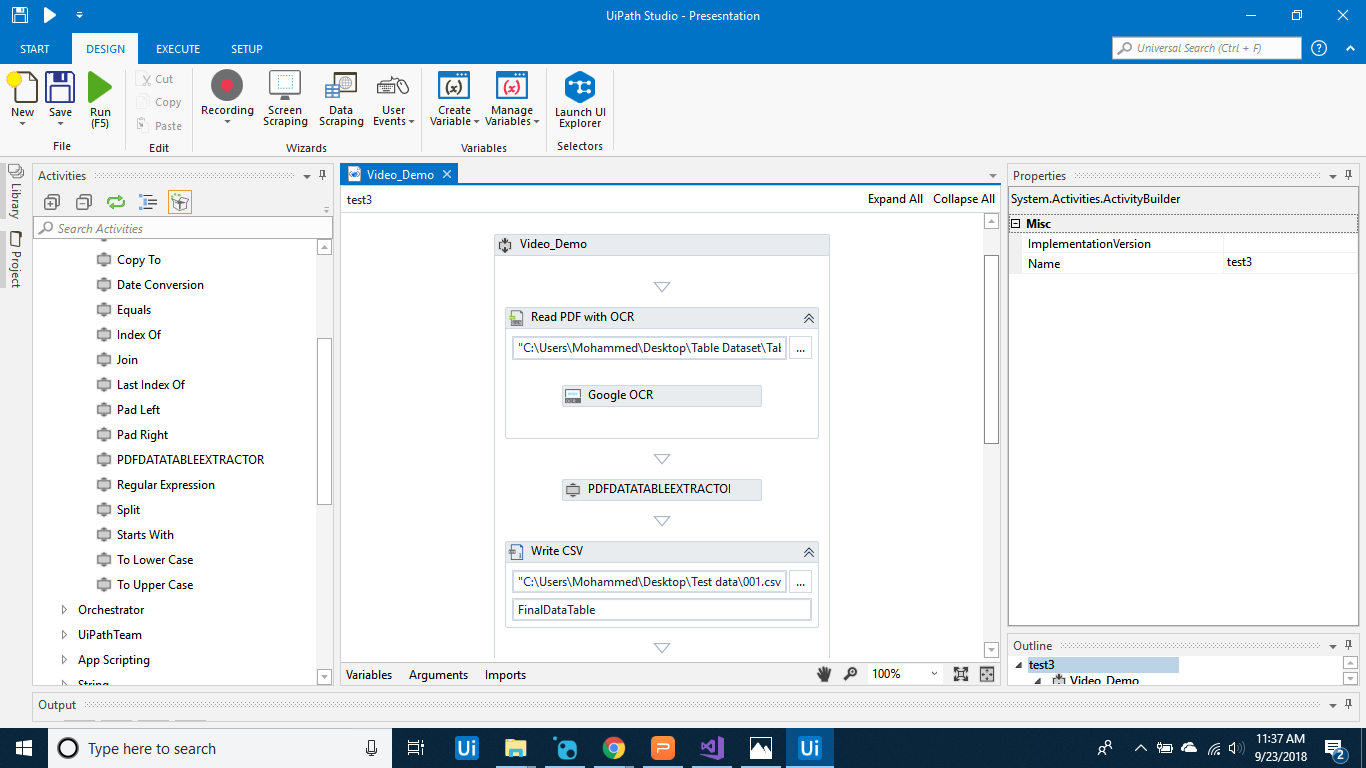 UiPath Studio - Presesntation
START DESIGN EXECUTE SETUP
Universal Search (Ctrl + F)
New Save Run (F5)
File
Cut
Copy
Paste
Edit
Recording Screen Scraping Data Scraping User Events
Wizards
Create Variable Manage Variables
Variables
Launch UI Explorer
Selectors
Library
Project
Activities
Search Activities
Copy To
Date Conversion
Equals
Index Of
Join
Last Index Of
Pad Left
Pad Right
PDFDATATABLEEXTRACTOR
Regular Expression
Split
Starts With
To Lower Case
To Upper Case
Orchestrator
UiPathTeam
App Scripting
String
Video_Demo
test3
Expand All Collapse All
Video_Demo
Read PDF with OCR
"C:\Users\Mohammed\Desktop\Table Dataset\Tab
...
Google OCR
PDFDATATABLEEXTRACTOR
Write CSV
"C:\Users\Mohammed\Desktop\Test data\001.csv
...
FinalDataTable
Variables Arguments Imports
100%
Properties
System.Activities.ActivityBuilder
Misc
ImplementationVersion
Name test3
Outline
test3
Video_Demo
Output
Type here to search
11:37 AM
9/23/2018
2